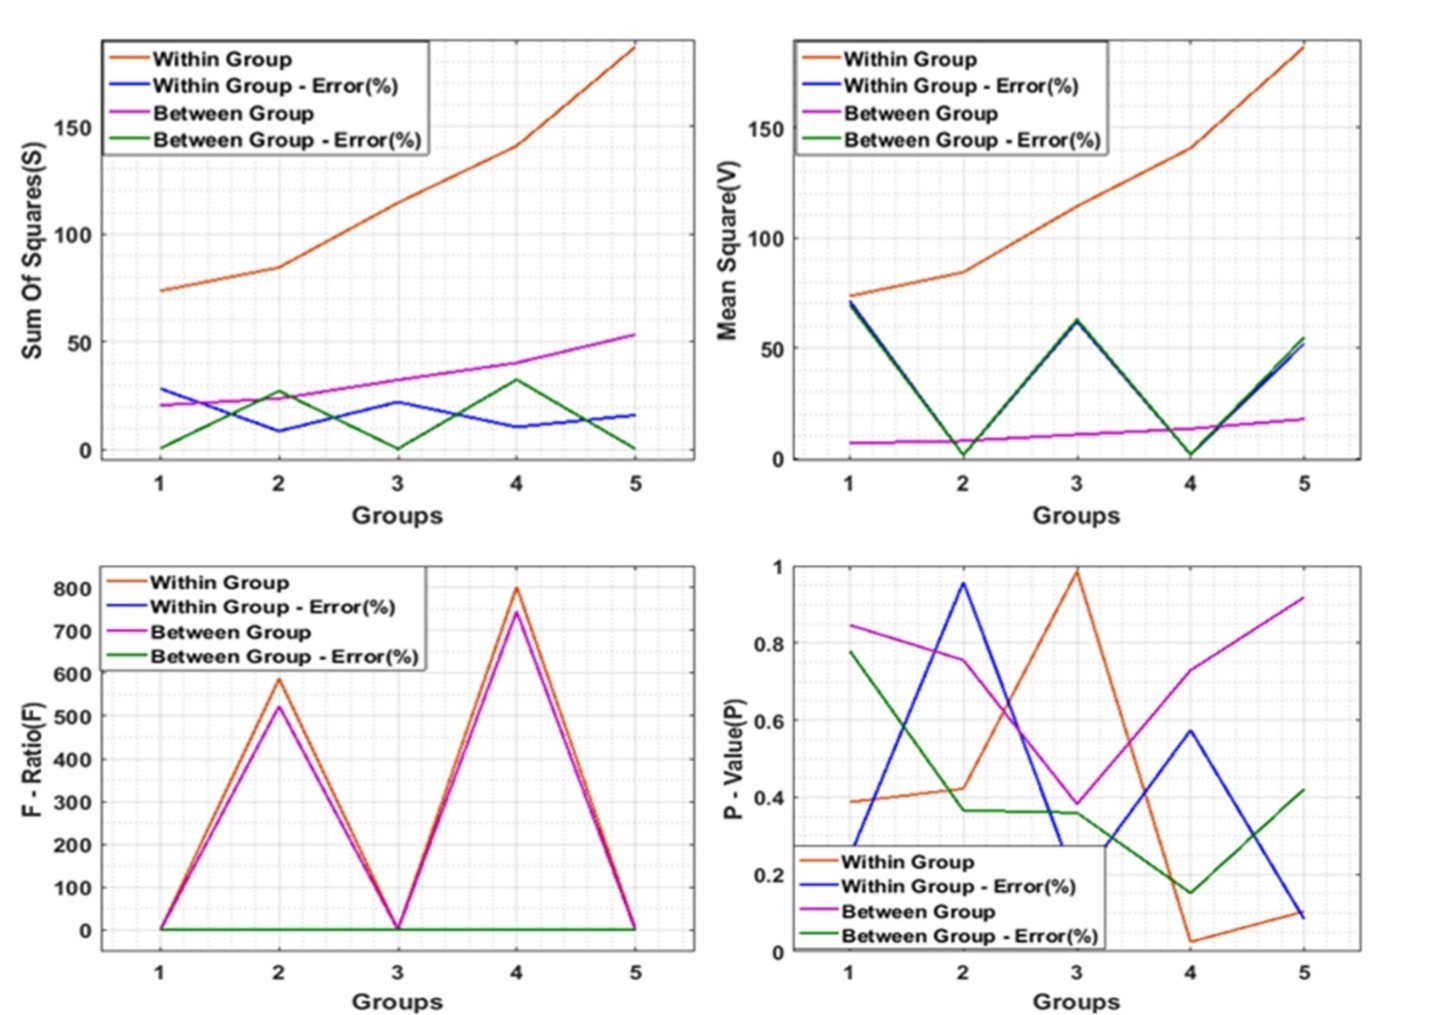 Within Group
Within Group - Error(%)
Between Group
Between Group - Error(%)
Sum Of Squares(S)
150
100
50
0
1 2 3 4 5
Groups
Within Group
Within Group - Error(%)
Between Group
Between Group - Error(%)
Mean Square(V)
150
100
50
0
1 2 3 4 5
Groups
Within Group
Within Group - Error(%)
Between Group
Between Group - Error(%)
F - Ratio(F)
800
700
600
500
400
300
200
100
0
1 2 3 4 5
Groups
1
0.8
0.6
0.4
0.2
0
P - Value(P)
Within Group
Within Group - Error(%)
Between Group
Between Group - Error(%)
1 2 3 4 5
Groups